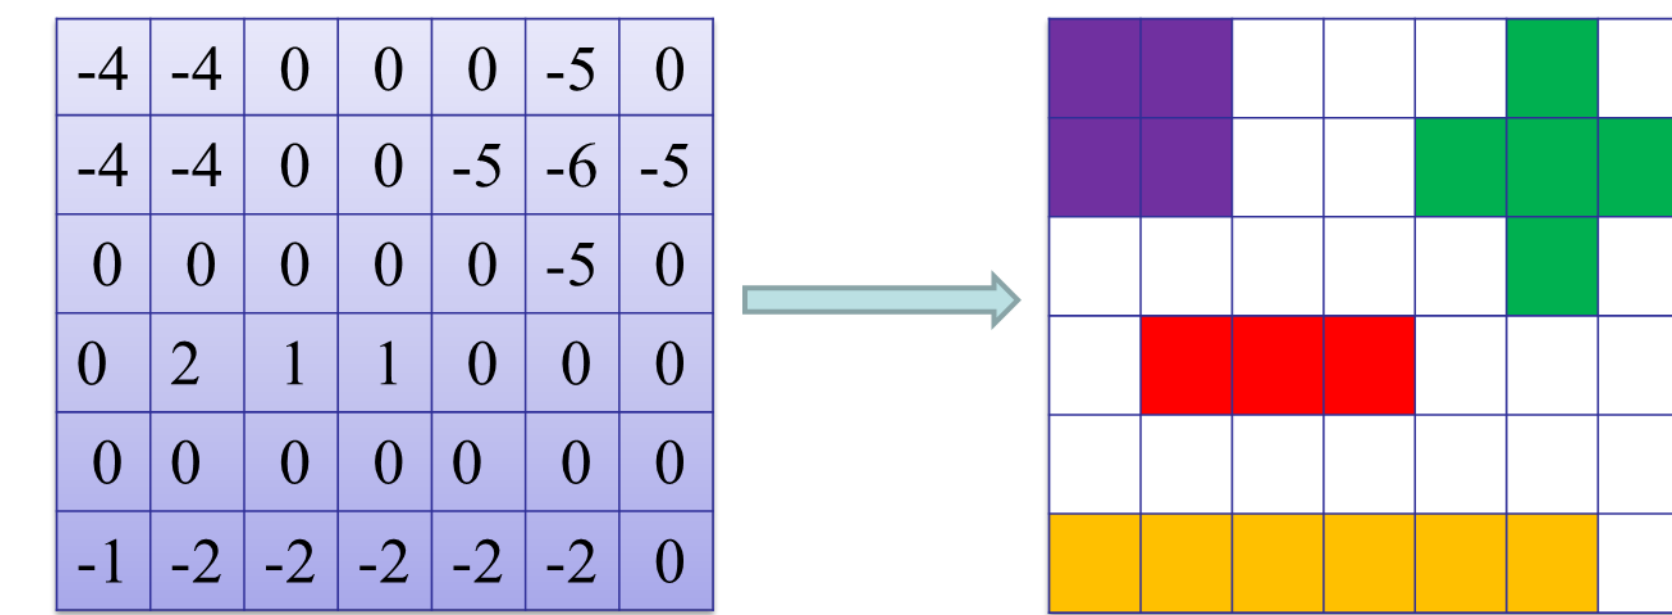 -4 -4 0 0 0 -5 0
-4 -4 0 0 -5 -6 -5
0 0 0 0 0 -5 0
0 2 1 1 0 0 0
0 0 0 0 0 0 0
-1 -2 -2 -2 -2 -2 0